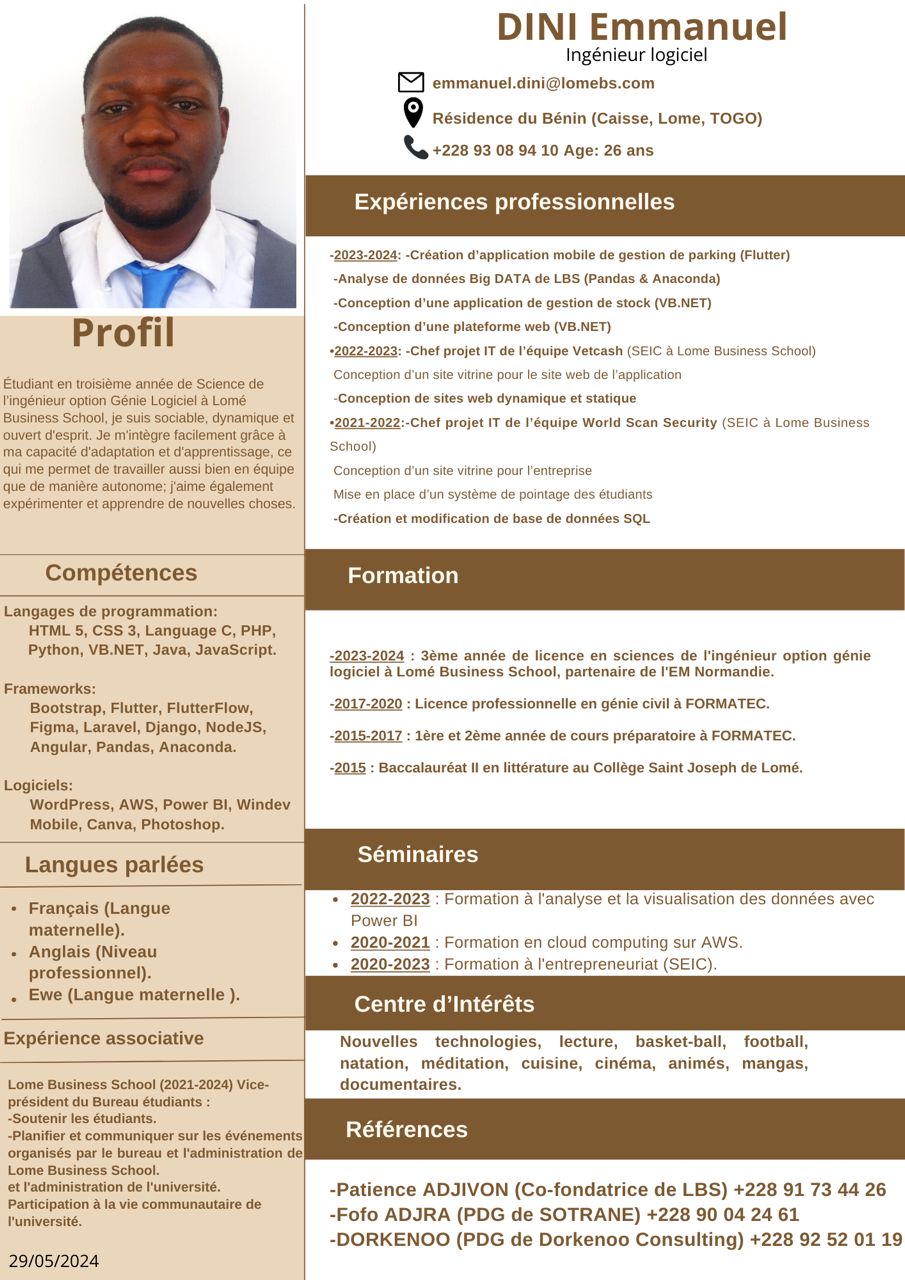 DINI Emmanuel
Ingénieur logiciel
emmanuel.dini@lomebs.com
Résidence du Bénin (Caisse, Lome, TOGO)
+228 93 08 94 10 Age: 26 ans
Profil
Étudiant en troisième année de Science de
l'ingénieur option Génie Logiciel à Lomé
Business School, je suis sociable, dynamique et
ouvert d'esprit. Je m'intègre facilement grâce à
ma capacité d'adaptation et d'apprentissage, ce
qui me permet de travailler aussi bien en équipe
que de manière autonome; j'aime également
expérimenter et apprendre de nouvelles choses.
Compétences
Langages de programmation:
HTML 5, CSS 3, Language C, PHP,
Python, VB.NET, Java, JavaScript.
Frameworks:
Bootstrap, Flutter, FlutterFlow,
Figma, Laravel, Django, NodeJS,
Angular, Pandas, Anaconda.
Logiciels:
WordPress, AWS, Power BI, Windev
Mobile, Canva, Photoshop.
Langues parlées
• Français (Langue
maternelle).
• Anglais (Niveau
professionnel).
• Ewe (Langue maternelle ).
Expérience associative
Lome Business School (2021-2024) Vice-
président du Bureau étudiants :
-Soutenir les étudiants.
-Planifier et communiquer sur les événements
organisés par le bureau et l'administration de
Lome Business School.
et l'administration de l'université.
Participation à la vie communautaire de
l'université.
29/05/2024
Expériences professionnelles
-2023-2024: -Création d'application mobile de gestion de parking (Flutter)
-Analyse de données Big DATA de LBS (Pandas & Anaconda)
-Conception d'une application de gestion de stock (VB.NET)
-Conception d'une plateforme web (VB.NET)
•2022-2023: -Chef projet IT de l'équipe Vetcash (SEIC à Lome Business School)
Conception d'un site vitrine pour le site web de l'application
-Conception de sites web dynamique et statique
•2021-2022:-Chef projet IT de l'équipe World Scan Security (SEIC à Lome Business
School)
Conception d'un site vitrine pour l'entreprise
Mise en place d'un système de pointage des étudiants
-Création et modification de base de données SQL
Formation
-2023-2024 : 3ème année de licence en sciences de l'ingénieur option génie
logiciel à Lomé Business School, partenaire de l'EM Normandie.
-2017-2020 : Licence professionnelle en génie civil à FORMATEC.
-2015-2017 : 1ère et 2ème année de cours préparatoire à FORMATEC.
-2015 : Baccalauréat II en littérature au Collège Saint Joseph de Lomé.
Séminaires
• 2022-2023 : Formation à l'analyse et la visualisation des données avec
Power BI
• 2020-2021 : Formation en cloud computing sur AWS.
• 2020-2023 : Formation à l'entrepreneuriat (SEIC).
Centre d'Intérêts
Nouvelles technologies, lecture, basket-ball, football,
natation, méditation, cuisine, cinéma, animés, mangas,
documentaires.
Références
-Patience ADJIVON (Co-fondatrice de LBS) +228 91 73 44 26
-Fofo ADJRA (PDG de SOTRANE) +228 90 04 24 61
-DORKENOO (PDG de Dorkenoo Consulting) +228 92 52 01 19